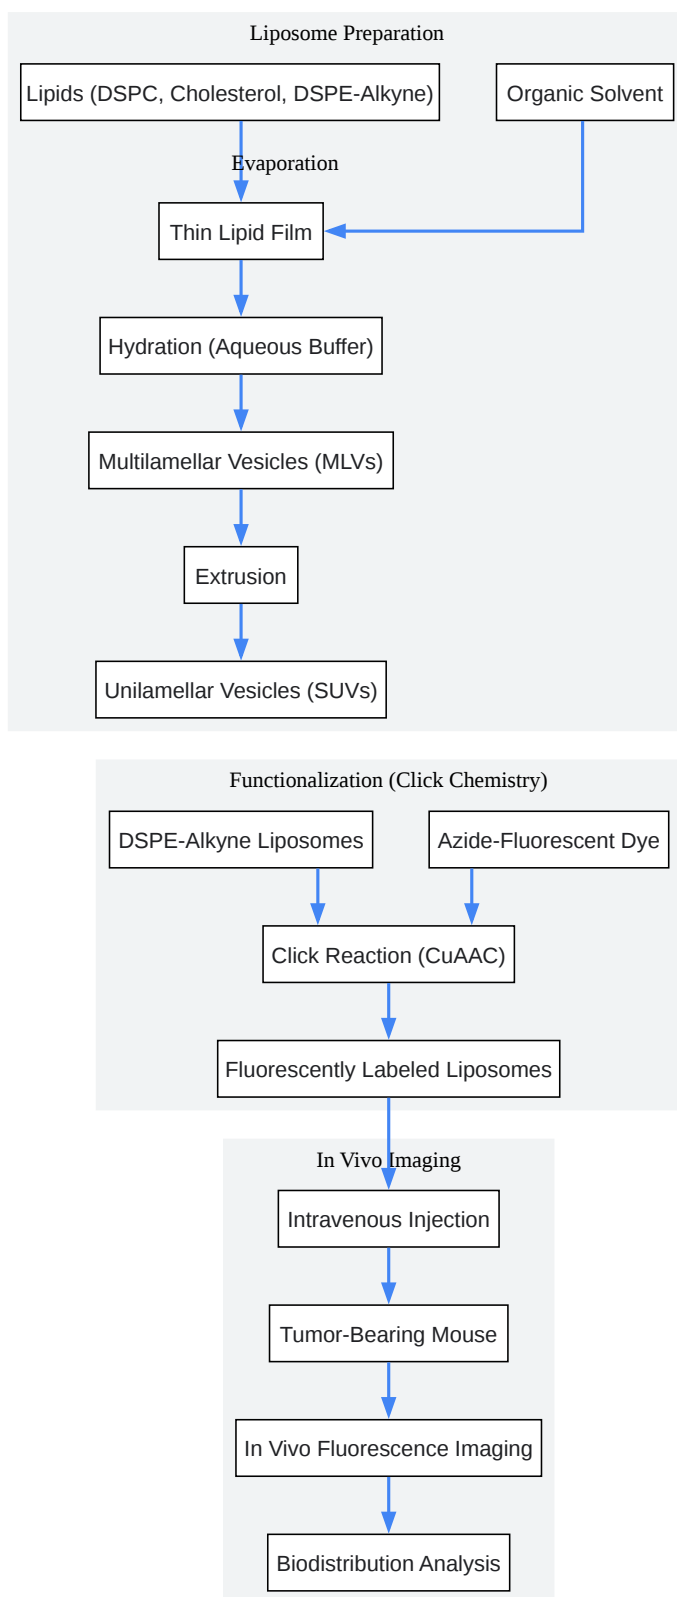 Liposome Preparation
Lipids (DSPC, Cholesterol, DSPE-Alkyne)
Organic Solvent
Evaporation
Thin Lipid Film
Hydration (Aqueous Buffer)
Multilamellar Vesicles (MLVs)
Extrusion
Unilamellar Vesicles (SUVs)
Functionalization (Click Chemistry)
DSPE-Alkyne Liposomes
Azide-Fluorescent Dye
Click Reaction (CuAAC)
Fluorescently Labeled Liposomes
In Vivo Imaging
Intravenous Injection
Tumor-Bearing Mouse
In Vivo Fluorescence Imaging
Biodistribution Analysis